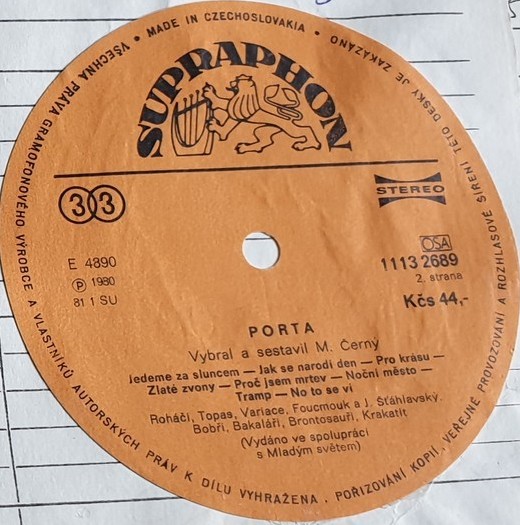 • MADE IN CZECHOSLOVAKIA •
VŠECHNA PRÁVA GRAMOFONOVÉHO VÝROBCE A VLASTNÍKŮ AUTORSKÝCH PRÁV K DÍLU VYHRAŽENA. POŘIZOVÁNÍ KOPIÍ, VEŘEJNÉ PROVOZOVÁNÍ A ROZHLASOVÉ ŠÍŘENÍ TÉTO DESKY JE ZAKÁZÁNO
SUPRAPHON
33
STEREO
E 4890
Ⓟ 1980
81 1 SU
OSA
1113 2689
2. strana
Kčs 44,-
PORTA
Vybral a sestavil M. Černý
Jedeme za sluncem — Jak se narodí den — Pro krásu —
Zlaté zvony — Proč jsem mrtev — Noční město —
Tramp — No to se ví
Roháči, Topas, Variace, Foucmouk a J. Šťáhlavský,
Bobři, Bakaláři, Brontosauři, Krakatit
(Vydáno ve spolupráci
s Mladým světem)